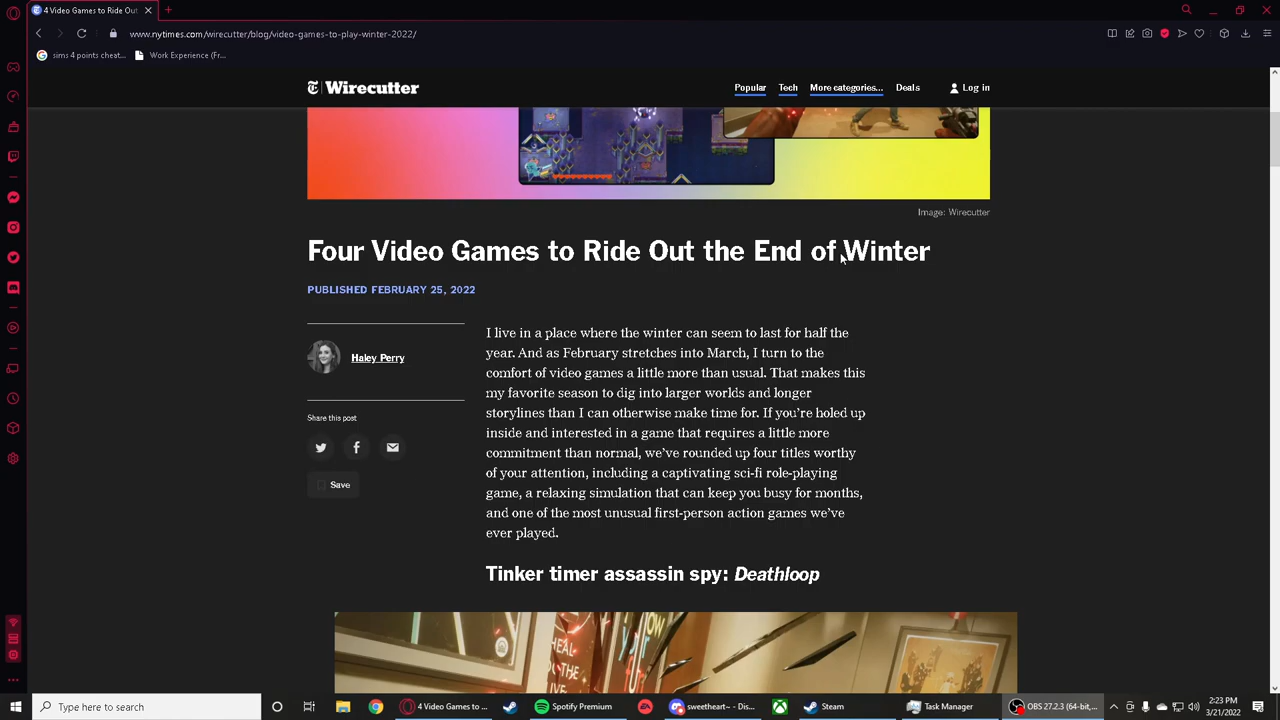 4 Video Games to Ride Out
www.nytimes.com/wirecutter/blog/video-games-to-play-winter-2022/
sims 4 points cheat...
Work Experience (Fr...
Wirecutter
Popular
Tech
More categories...
Deals
Log in
Image: Wirecutter
Four Video Games to Ride Out the End of Winter
PUBLISHED FEBRUARY 25, 2022
Haley Perry
Share this post
Save
I live in a place where the winter can seem to last for half the
year. And as February stretches into March, I turn to the
comfort of video games a little more than usual. That makes this
my favorite season to dig into larger worlds and longer
storylines than I can otherwise make time for. If you’re holed up
inside and interested in a game that requires a little more
commitment than normal, we’ve rounded up four titles worthy
of your attention, including a captivating sci-fi role-playing
game, a relaxing simulation that can keep you busy for months,
and one of the most unusual first-person action games we’ve
ever played.
Tinker timer assassin spy: Deathloop
Type here to search
4 Video Games to ...
Spotify Premium
sweetheart~ - Dis...
Steam
Task Manager
OBS 27.2.3 (64-bit,...
2:23 PM
3/21/2022